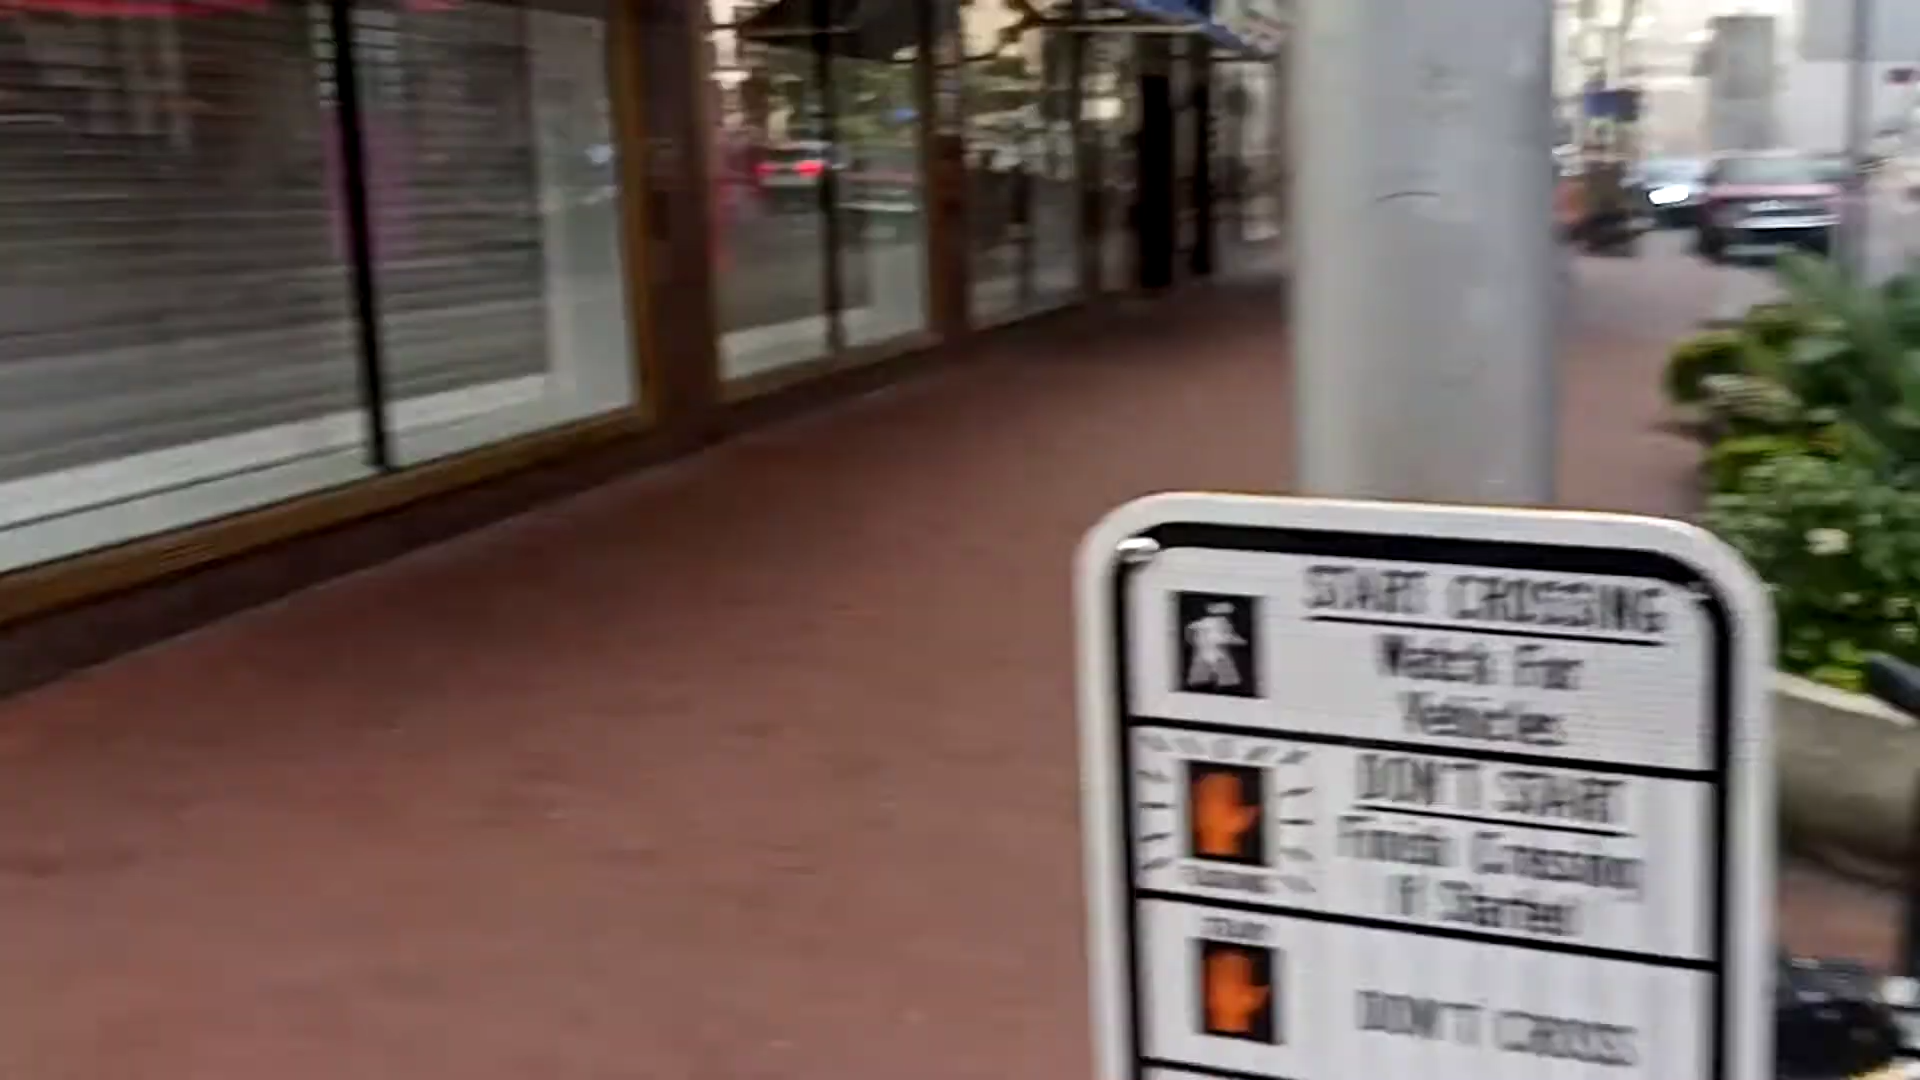 START CROSSING
Watch For
Vehicles
DON'T START
Finish Crossing
If Started
DON'T CROSS